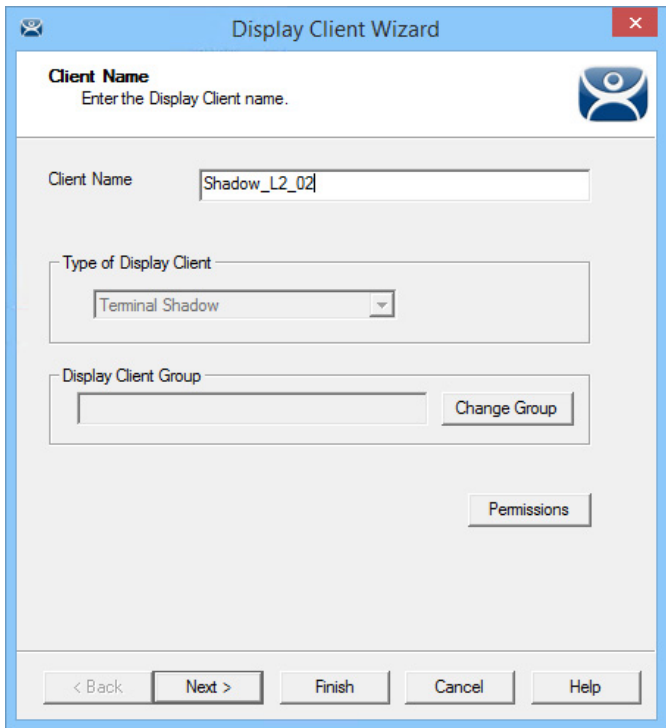 Display Client Wizard
Client Name
Enter the Display Client name.
Client Name
Shadow_L2_02
Type of Display Client
Terminal Shadow
Display Client Group
Change Group
Permissions
< Back
Next >
Finish
Cancel
Help